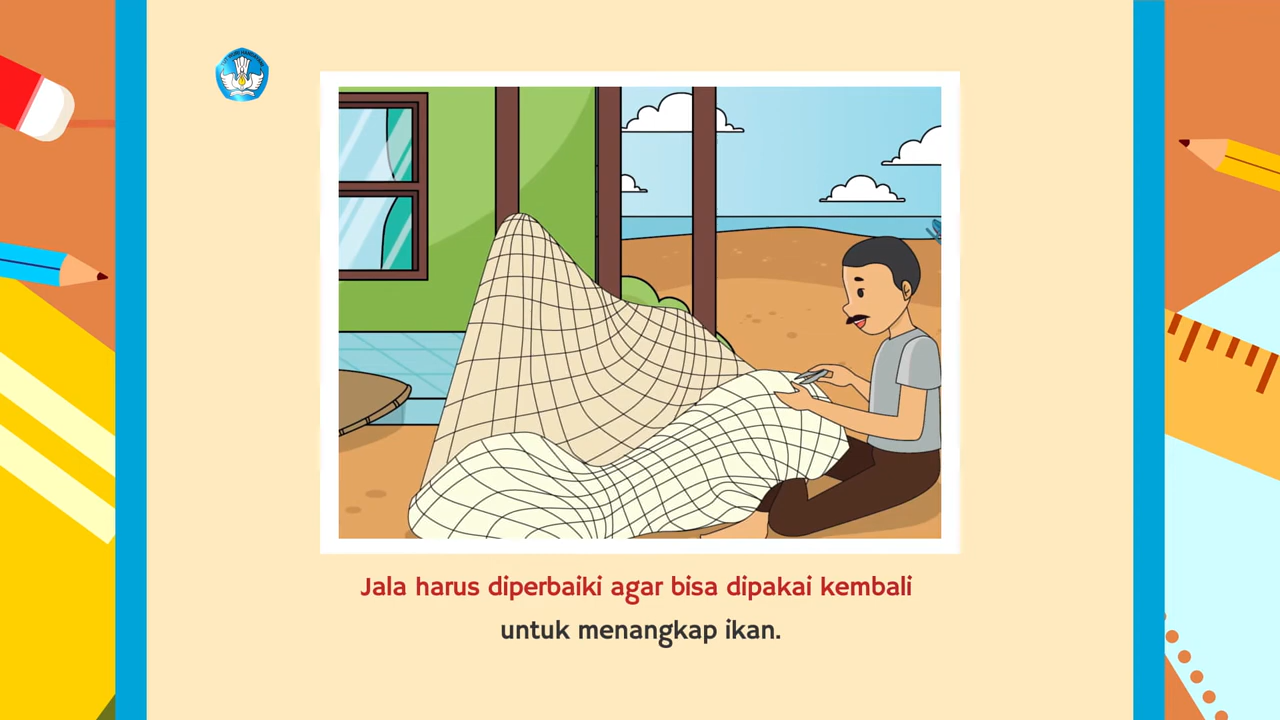 Jala harus diperbaiki agar bisa dipakai kembali
untuk menangkap ikan.